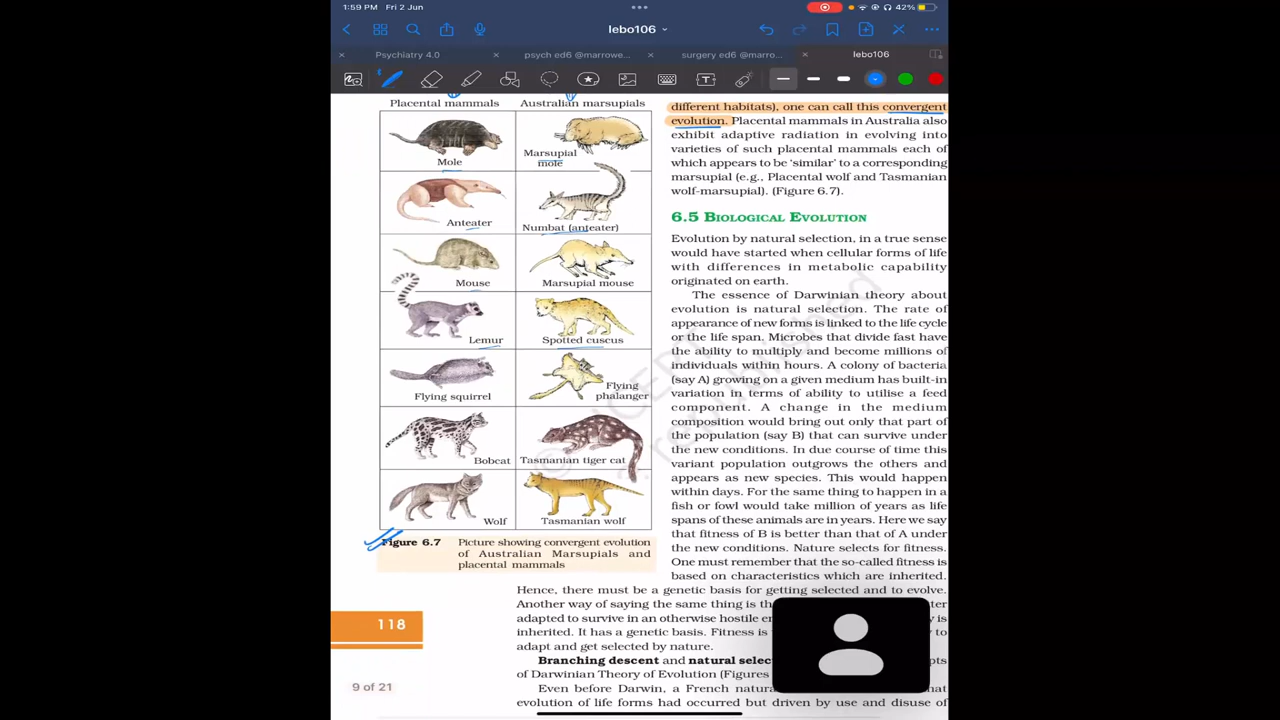 1:59 PM Fri 2 Jun
42%
lebo106
Psychiatry 4.0
psych ed6 @marrowe...
surgery ed6 @marro...
lebo106
Placental mammals
Australian marsupials
Mole
Marsupial
mole
Anteater
Numbat (anteater)
Mouse
Marsupial mouse
Lemur
Spotted cuscus
Flying squirrel
Flying
phalanger
Bobcat
Tasmanian tiger cat
Wolf
Tasmanian wolf
Figure 6.7 Picture showing convergent evolution
of Australian Marsupials and
placental mammals
different habitats), one can call this convergent
evolution. Placental mammals in Australia also
exhibit adaptive radiation in evolving into
varieties of such placental mammals each of
which appears to be ‘similar’ to a corresponding
marsupial (e.g., Placental wolf and Tasmanian
wolf-marsupial). (Figure 6.7).
6.5 BIOLOGICAL EVOLUTION
Evolution by natural selection, in a true sense
would have started when cellular forms of life
with differences in metabolic capability
originated on earth.
The essence of Darwinian theory about
evolution is natural selection. The rate of
appearance of new forms is linked to the life cycle
or the life span. Microbes that divide fast have
the ability to multiply and become millions of
individuals within hours. A colony of bacteria
(say A) growing on a given medium has built-in
variation in terms of ability to utilise a feed
component. A change in the medium
composition would bring out only that part of
the population (say B) that can survive under
the new conditions. In due course of time this
variant population outgrows the others and
appears as new species. This would happen
within days. For the same thing to happen in a
fish or fowl would take million of years as life
spans of these animals are in years. Here we say
that fitness of B is better than that of A under
the new conditions. Nature selects for fitness.
One must remember that the so-called fitness is
based on characteristics which are inherited.
Hence, there must be a genetic basis for getting selected and to evolve.
Another way of saying the same thing is
adapted to survive in an otherwise hostile
inherited. It has a genetic basis. Fitness is to
adapt and get selected by nature.
Branching descent and natural
of Darwinian Theory of Evolution (Figures
Even before Darwin, a French
evolution of life forms had occurred but driven by use and disuse of
118
9 of 21